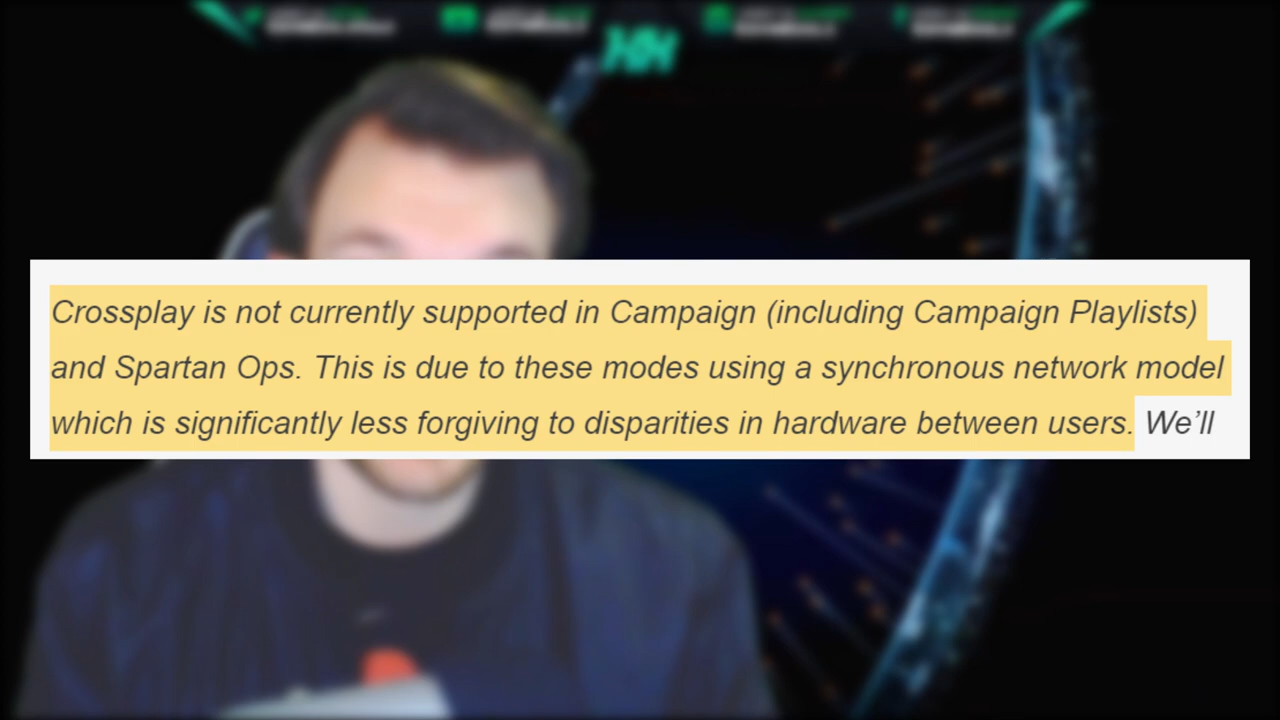 Crossplay is not currently supported in Campaign (including Campaign Playlists)
and Spartan Ops. This is due to these modes using a synchronous network model
which is significantly less forgiving to disparities in hardware between users. We’ll